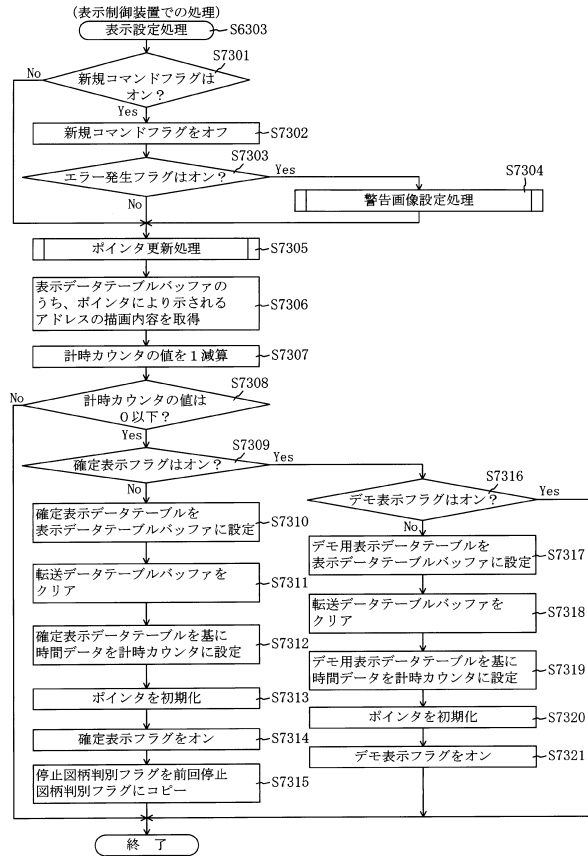 (表示制御装置での処理)
表示設定処理
S6303
S7301
新規コマンドフラグは
オン？
No
Yes
新規コマンドフラグをオフ
S7302
S7303
エラー発生フラグはオン？
Yes
No
S7304
警告画像設定処理
ポインタ更新処理
S7305
表示データテーブルバッファの
うち、ポインタにより示される
アドレスの描画内容を取得
S7306
計時カウンタの値を１減算
S7307
S7308
計時カウンタの値は
０以下？
No
Yes
S7309
確定表示フラグはオン？
Yes
No
確定表示データテーブルを
表示データテーブルバッファに設定
S7310
転送データテーブルバッファを
クリア
S7311
確定表示データテーブルを基に
時間データを計時カウンタに設定
S7312
ポインタを初期化
S7313
確定表示フラグをオン
S7314
停止図柄判別フラグを前回停止
図柄判別フラグにコピー
S7315
S7316
デモ表示フラグはオン？
Yes
No
デモ用表示データテーブルを
表示データテーブルバッファに設定
S7317
転送データテーブルバッファを
クリア
S7318
デモ用表示データテーブルを基に
時間データを計時カウンタに設定
S7319
ポインタを初期化
S7320
デモ表示フラグをオン
S7321
終 了